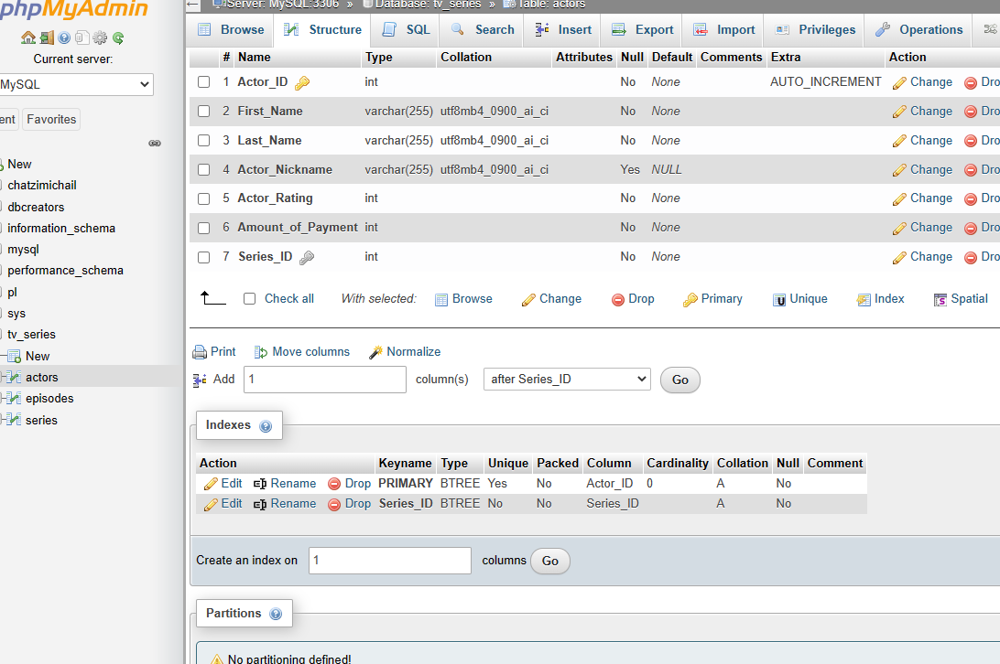 phpMyAdmin
Server: MySQL:3306 » Database: tv_series » Table: actors
Browse Structure SQL Search Insert Export Import Privileges Operations
Current server:
MySQL
Favorites
New
chatzimichail
dbcreators
information_schema
mysql
performance_schema
pl
sys
tv_series
New
actors
episodes
series
# Name Type Collation Attributes Null Default Comments Extra Action
1 Actor_ID int No None AUTO_INCREMENT Change
2 First_Name varchar(255) utf8mb4_0900_ai_ci No None Change
3 Last_Name varchar(255) utf8mb4_0900_ai_ci No None Change
4 Actor_Nickname varchar(255) utf8mb4_0900_ai_ci Yes NULL Change
5 Actor_Rating int No None Change
6 Amount_of_Payment int No None Change
7 Series_ID int No None Change
Check all With selected: Browse Change Drop Primary Unique Index Spatial
Print Move columns Normalize
Add 1 column(s) after Series_ID Go
Indexes
Action Keyname Type Unique Packed Column Cardinality Collation Null Comment
Edit Rename Drop PRIMARY BTREE Yes No Actor_ID 0 A No
Edit Rename Drop Series_ID BTREE No No Series_ID A No
Create an index on 1 columns Go
Partitions
No partitioning defined!